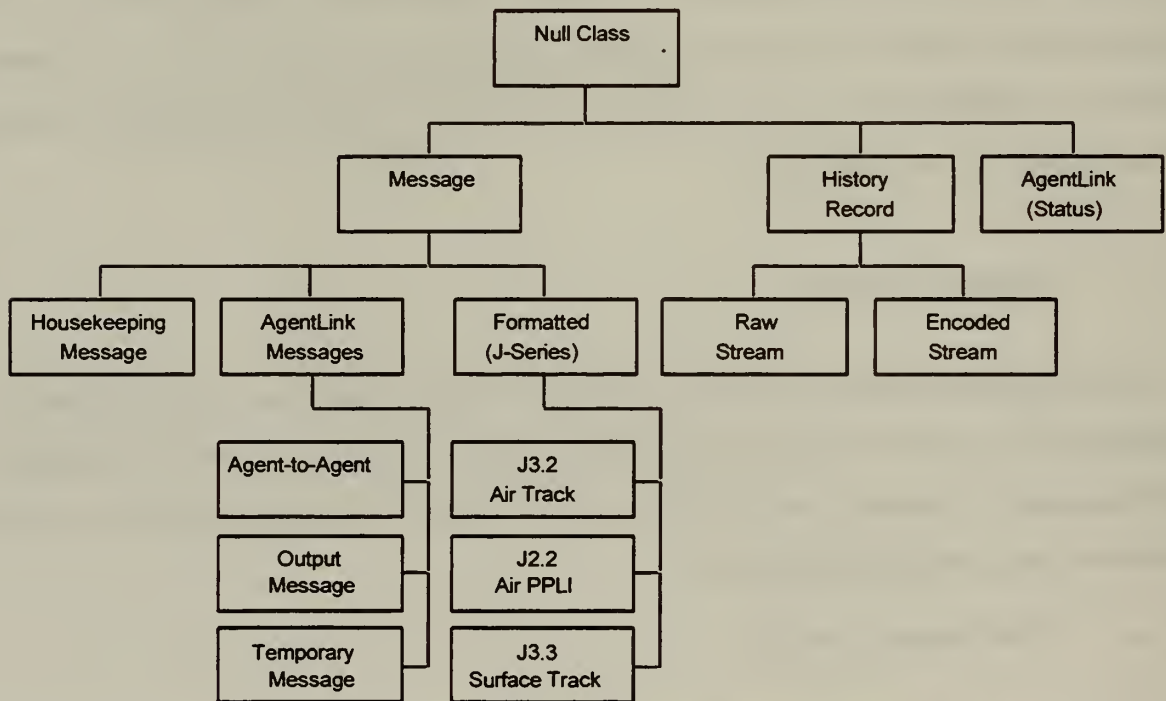 Null Class
Message
History
Record
AgentLink
(Status)
Housekeeping
Message
AgentLink
Messages
Formatted
(J-Series)
Raw
Stream
Encoded
Stream
Agent-to-Agent
Output
Message
Temporary
Message
J3.2
Air Track
J2.2
Air PPLI
J3.3
Surface Track